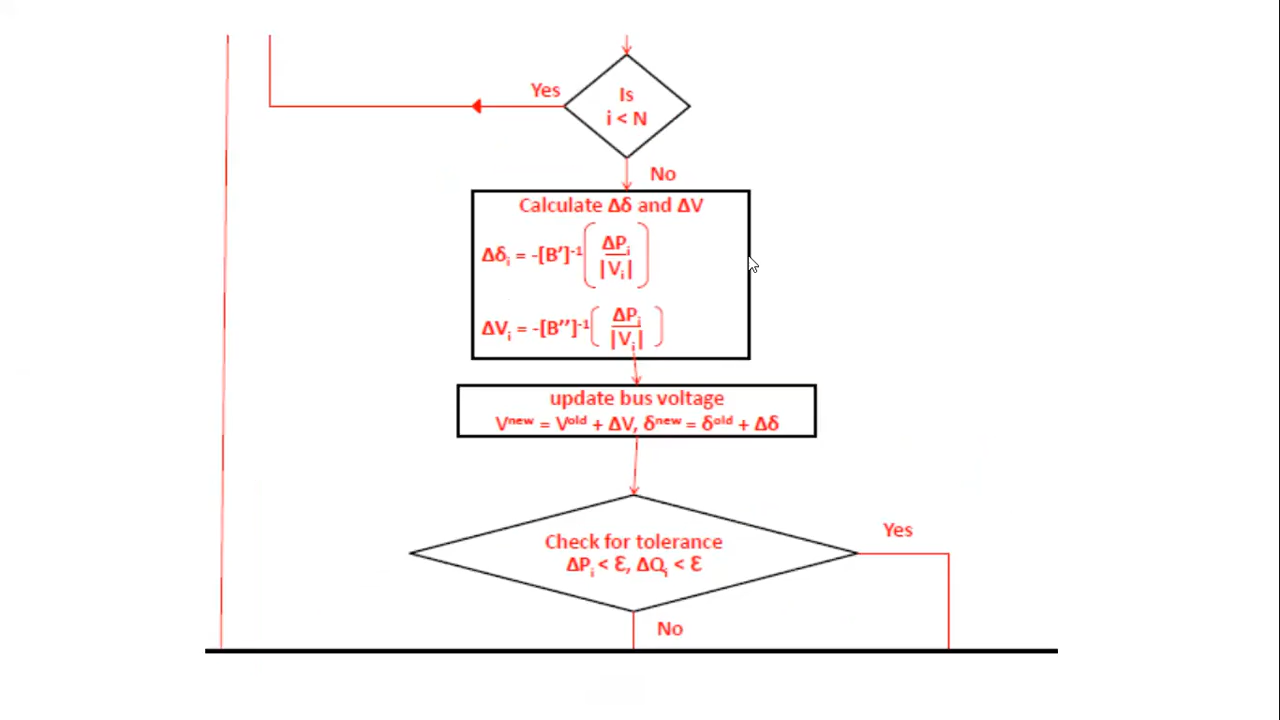 Yes
Is
i < N
No
Calculate Δδ and ΔV
Δδi = -[B′]-1 ( ΔPi / |Vi| )
ΔVi = -[B′′]-1 ( ΔPi / |Vi| )
update bus voltage
Vnew = Vold + ΔV, δnew = δold + Δδ
Yes
Check for tolerance
ΔPi < Ɛ, ΔQi < Ɛ
No